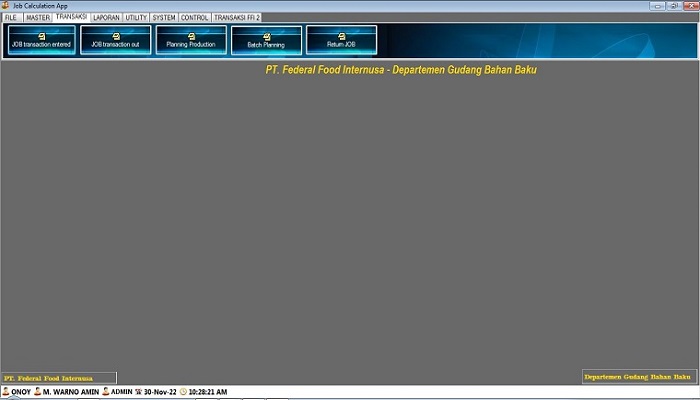 Job Calculation App
FILE MASTER TRANSAKSI LAPORAN UTILITY SYSTEM CONTROL TRANSAKSI FFI 2
JOB transaction entered JOB transaction out Planning Production Batch Planning Return JOB
PT. Federal Food Internusa - Departemen Gudang Bahan Baku
PT. Federal Food Internusa
Departemen Gudang Bahan Baku
ONOY M. WARNO AMIN ADMIN 30-Nov-22 10:28:21 AM